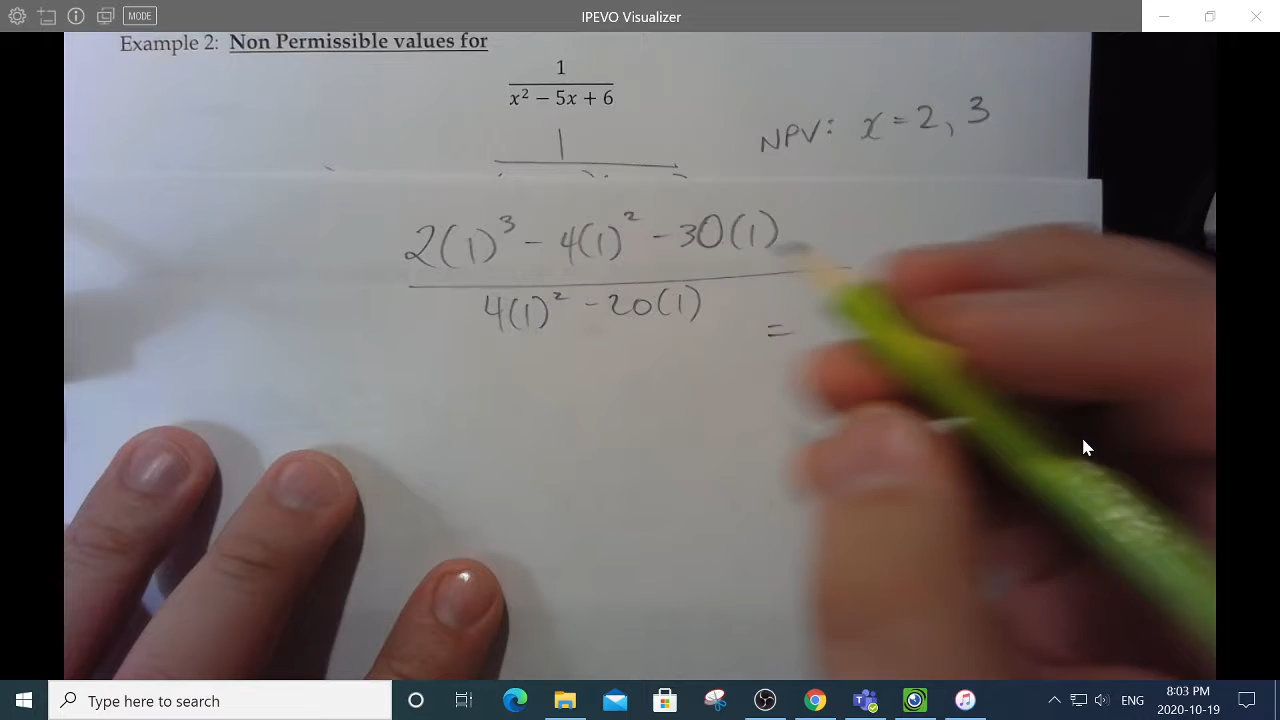 MODE
IPEVO Visualizer
Example 2: Non Permissible values for
1
x² − 5x + 6
NPV: x = 2, 3
1
2(1)³ - 4(1)² - 30(1)
4(1)² - 20(1)
=
Type here to search
ENG
8:03 PM
2020-10-19